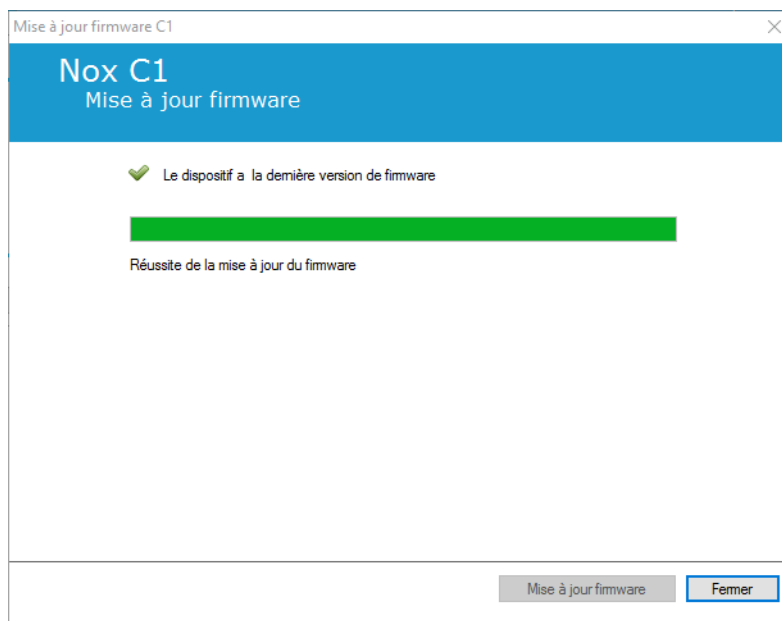 Mise à jour firmware C1
Nox C1
Mise à jour firmware
Le dispositif a la dernière version de firmware
Réussite de la mise à jour du firmware
Mise à jour firmware
Fermer